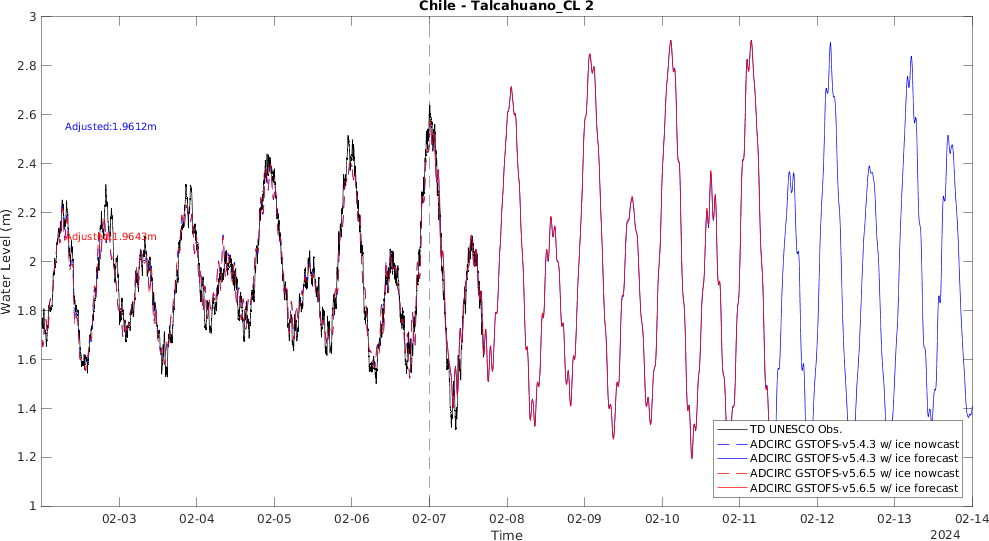 Chile - Talcahuano_CL 2
3
2.8
2.6
2.4
2.2
2
1.8
1.6
1.4
1.2
1
Water Level (m)
Adjusted:1.9612m
Adjusted:1.9643m
TD UNESCO Obs.
ADCIRC GSTOFS-v5.4.3 w/ ice nowcast
ADCIRC GSTOFS-v5.4.3 w/ ice forecast
ADCIRC GSTOFS-v5.6.5 w/ ice nowcast
ADCIRC GSTOFS-v5.6.5 w/ ice forecast
02-03 02-04 02-05 02-06 02-07 02-08 02-09 02-10 02-11 02-12 02-13 02-14
Time
2024